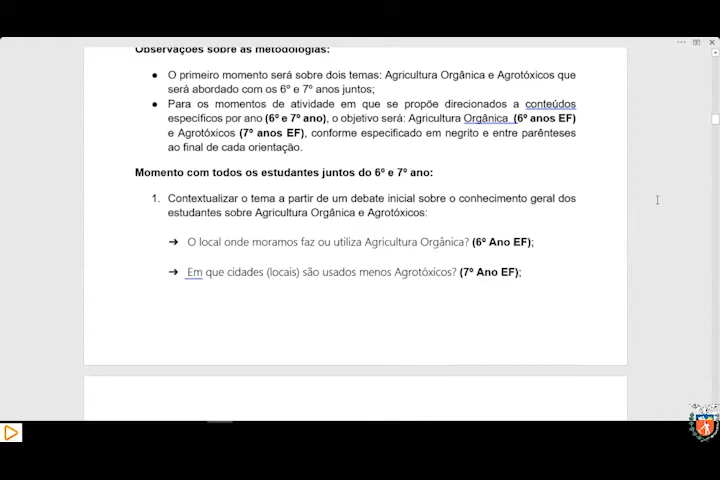 Observações sobre as metodologias:
● O primeiro momento será sobre dois temas: Agricultura Orgânica e Agrotóxicos que
será abordado com os 6º e 7º anos juntos;
● Para os momentos de atividade em que se propõe direcionados a conteúdos
específicos por ano (6º e 7º ano), o objetivo será: Agricultura Orgânica (6º anos EF)
e Agrotóxicos (7º anos EF), conforme especificado em negrito e entre parênteses
ao final de cada orientação.
Momento com todos os estudantes juntos do 6º e 7º ano:
1. Contextualizar o tema a partir de um debate inicial sobre o conhecimento geral dos
estudantes sobre Agricultura Orgânica e Agrotóxicos:
➔ O local onde moramos faz ou utiliza Agricultura Orgânica? (6º Ano EF);
➔ Em que cidades (locais) são usados menos Agrotóxicos? (7º Ano EF);